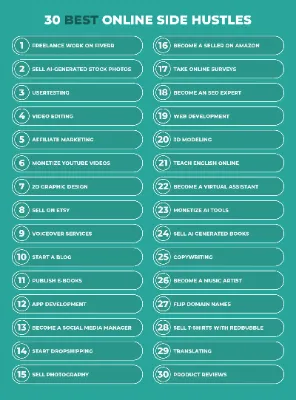 30 BEST ONLINE SIDE HUSTLES
1 FREELANCE WORK ON FIVERR
2 SELL AI-GENERATED STOCK PHOTOS
3 USERTESTING
4 VIDEO EDITING
5 AFFILIATE MARKETING
6 MONETIZE YOUTUBE VIDEOS
7 2D GRAPHIC DESIGN
8 SELL ON ETSY
9 VOICEOVER SERVICES
10 START A BLOG
11 PUBLISH E-BOOKS
12 APP DEVELOPMENT
13 BECOME A SOCIAL MEDIA MANAGER
14 START DROPSHIPPING
15 SELL PHOTOGRAPHY
16 BECOME A SELLER ON AMAZON
17 TAKE ONLINE SURVEYS
18 BECOME AN SEO EXPERT
19 WEB DEVELOPMENT
20 3D MODELING
21 TEACH ENGLISH ONLINE
22 BECOME A VIRTUAL ASSISTANT
23 MONETIZE AI TOOLS
24 SELL AI GENERATED BOOKS
25 COPYWRITING
26 BECOME A MUSIC ARTIST
27 FLIP DOMAIN NAMES
28 SELL T-SHIRTS WITH REDBUBBLE
29 TRANSLATING
30 PRODUCT REVIEWS